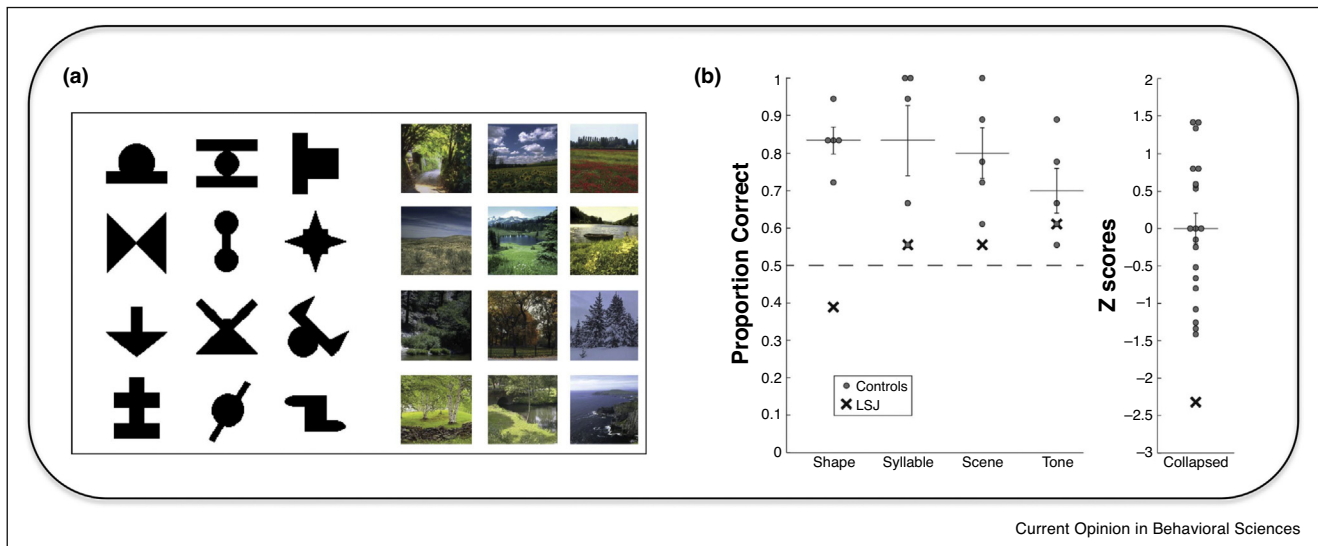 (a)
(b)
Proportion Correct
1
0.9
0.8
0.7
0.6
0.5
0.4
0.3
0.2
0.1
0
Controls
LSJ
Shape Syllable Scene Tone
Z scores
2
1.5
1
0.5
0
−0.5
−1
−1.5
−2
−2.5
−3
Collapsed
Current Opinion in Behavioral Sciences